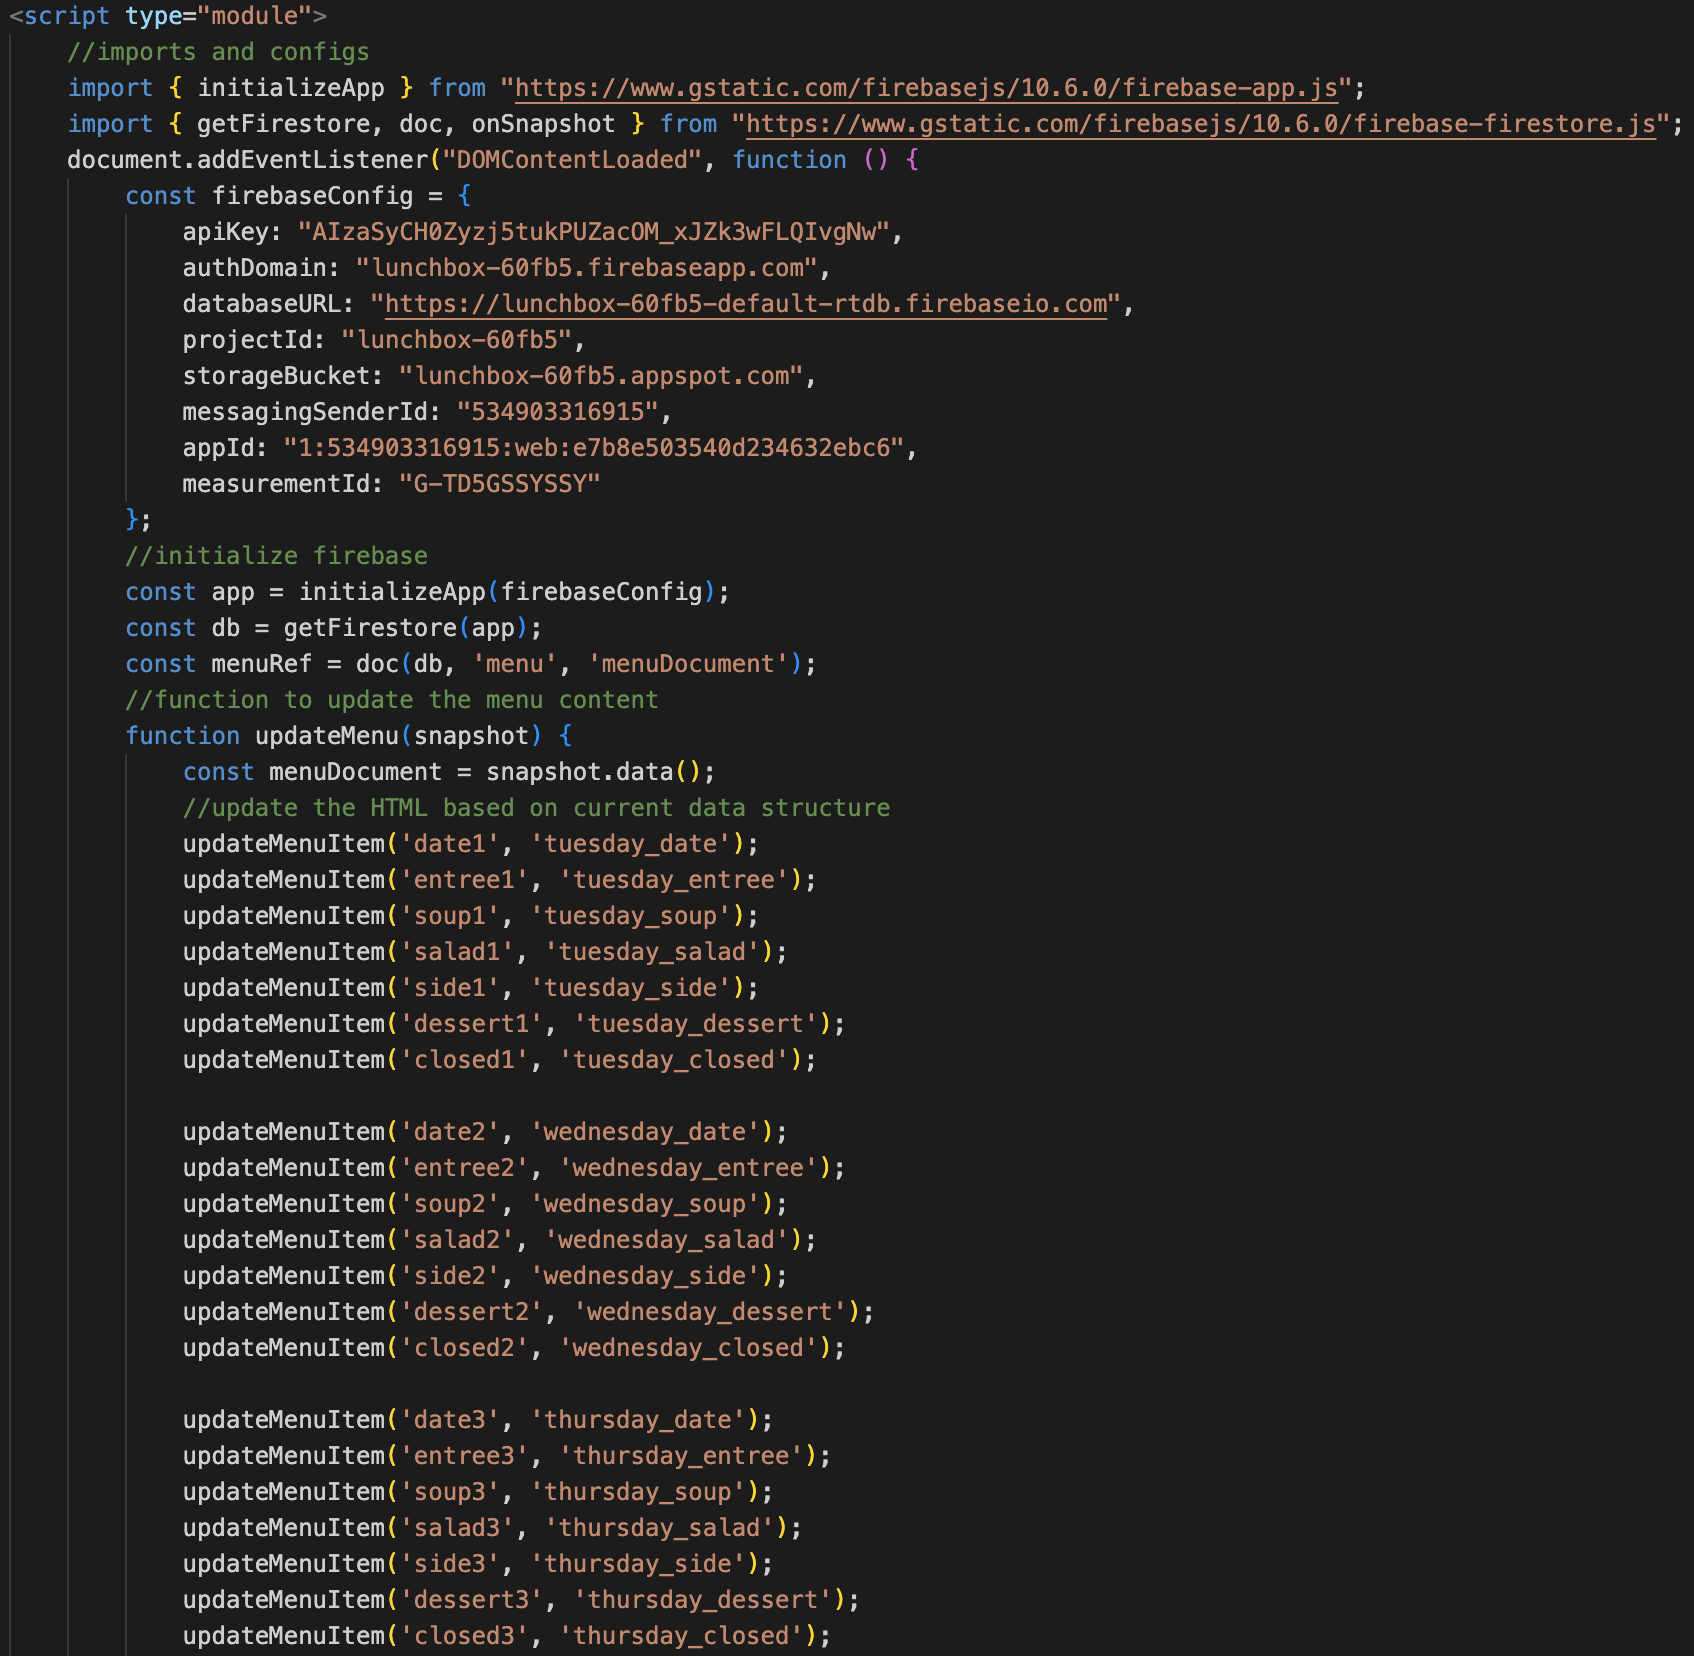 <script type="module">
//imports and configs
import { initializeApp } from "https://www.gstatic.com/firebasejs/10.6.0/firebase-app.js";
import { getFirestore, doc, onSnapshot } from "https://www.gstatic.com/firebasejs/10.6.0/firebase-firestore.js";
document.addEventListener("DOMContentLoaded", function () {
const firebaseConfig = {
apiKey: "AIzaSyCH0Zyzj5tukPUZacOM_xJZk3wFLQIvgNw",
authDomain: "lunchbox-60fb5.firebaseapp.com",
databaseURL: "https://lunchbox-60fb5-default-rtdb.firebaseio.com",
projectId: "lunchbox-60fb5",
storageBucket: "lunchbox-60fb5.appspot.com",
messagingSenderId: "534903316915",
appId: "1:534903316915:web:e7b8e503540d234632ebc6",
measurementId: "G-TD5GSSYSSY"
};
//initialize firebase
const app = initializeApp(firebaseConfig);
const db = getFirestore(app);
const menuRef = doc(db, 'menu', 'menuDocument');
//function to update the menu content
function updateMenu(snapshot) {
const menuDocument = snapshot.data();
//update the HTML based on current data structure
updateMenuItem('date1', 'tuesday_date');
updateMenuItem('entree1', 'tuesday_entree');
updateMenuItem('soup1', 'tuesday_soup');
updateMenuItem('salad1', 'tuesday_salad');
updateMenuItem('side1', 'tuesday_side');
updateMenuItem('dessert1', 'tuesday_dessert');
updateMenuItem('closed1', 'tuesday_closed');
updateMenuItem('date2', 'wednesday_date');
updateMenuItem('entree2', 'wednesday_entree');
updateMenuItem('soup2', 'wednesday_soup');
updateMenuItem('salad2', 'wednesday_salad');
updateMenuItem('side2', 'wednesday_side');
updateMenuItem('dessert2', 'wednesday_dessert');
updateMenuItem('closed2', 'wednesday_closed');
updateMenuItem('date3', 'thursday_date');
updateMenuItem('entree3', 'thursday_entree');
updateMenuItem('soup3', 'thursday_soup');
updateMenuItem('salad3', 'thursday_salad');
updateMenuItem('side3', 'thursday_side');
updateMenuItem('dessert3', 'thursday_dessert');
updateMenuItem('closed3', 'thursday_closed');